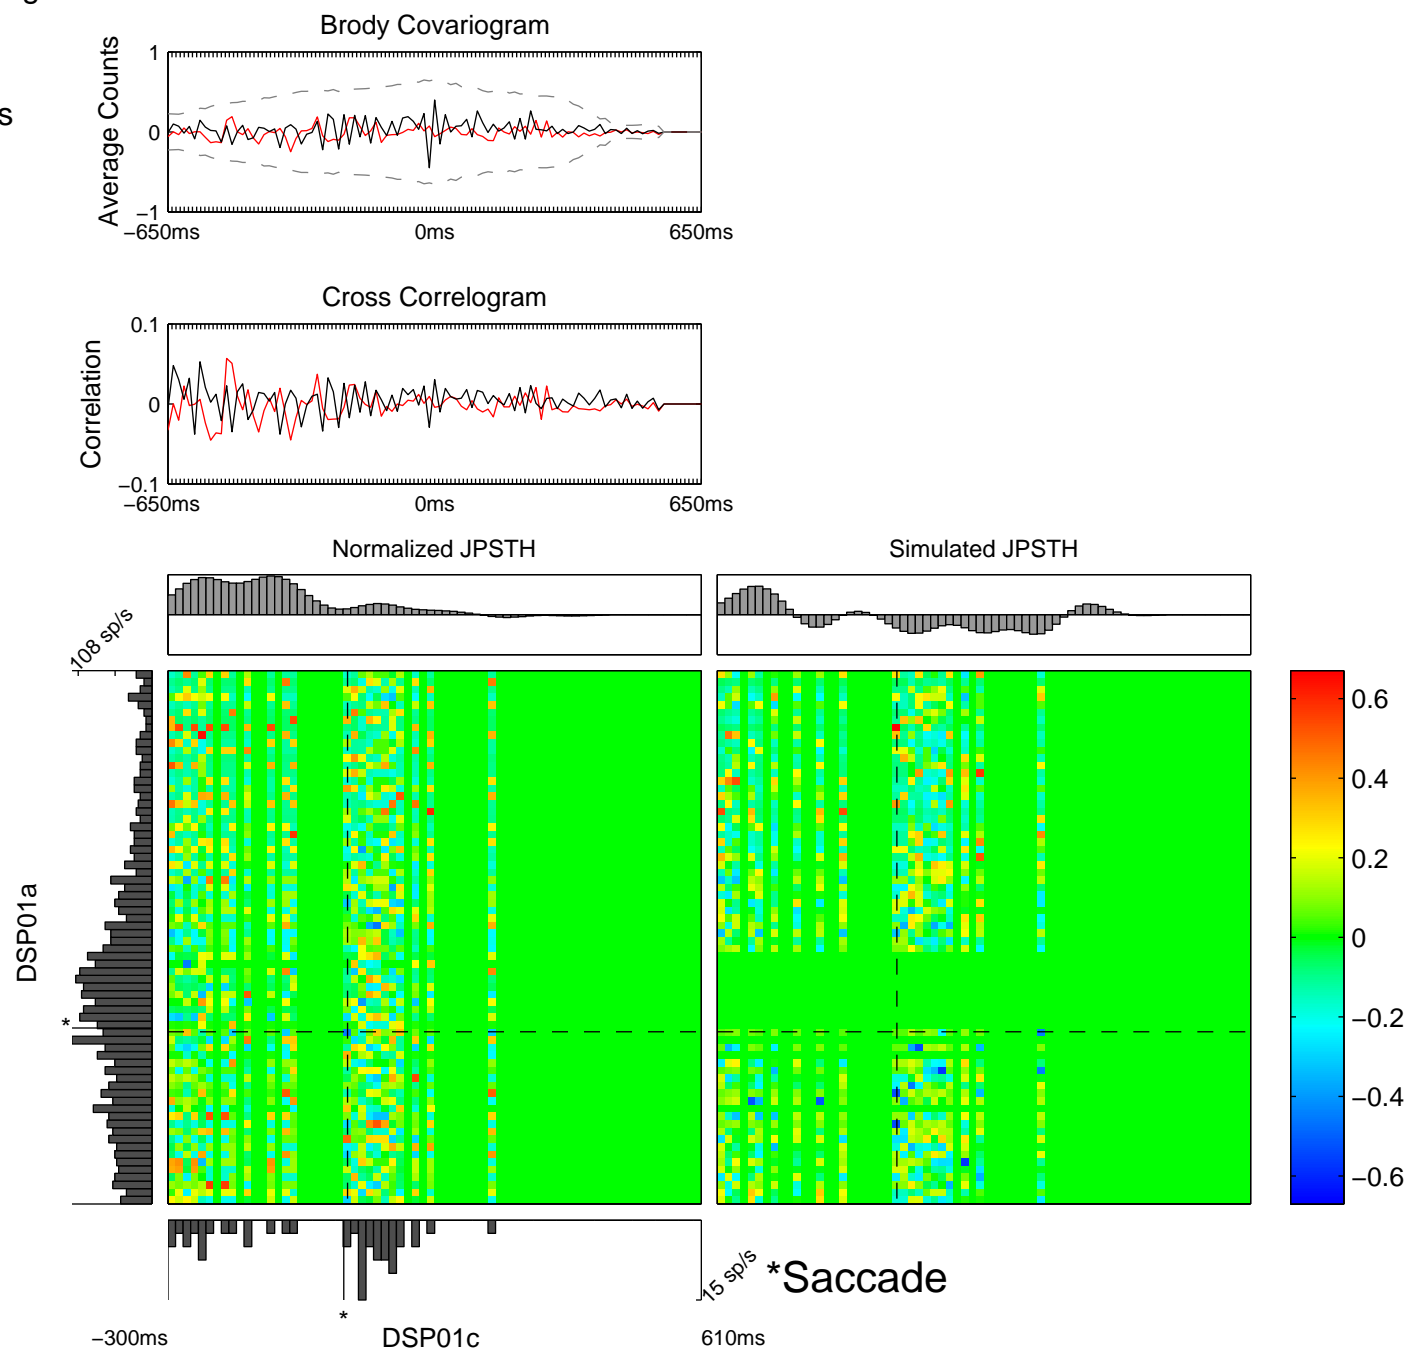 g
s
Brody Covariogram
Average Counts
1
0
−1
−650ms 0ms 650ms
Cross Correlogram
Correlation
0.1
0
−0.1
−650ms 0ms 650ms
Normalized JPSTH
Simulated JPSTH
108 sp/s
DSP01a
*
0.6
0.4
0.2
0
−0.2
−0.4
−0.6
15 sp/s
*Saccade
*
−300ms DSP01c 610ms